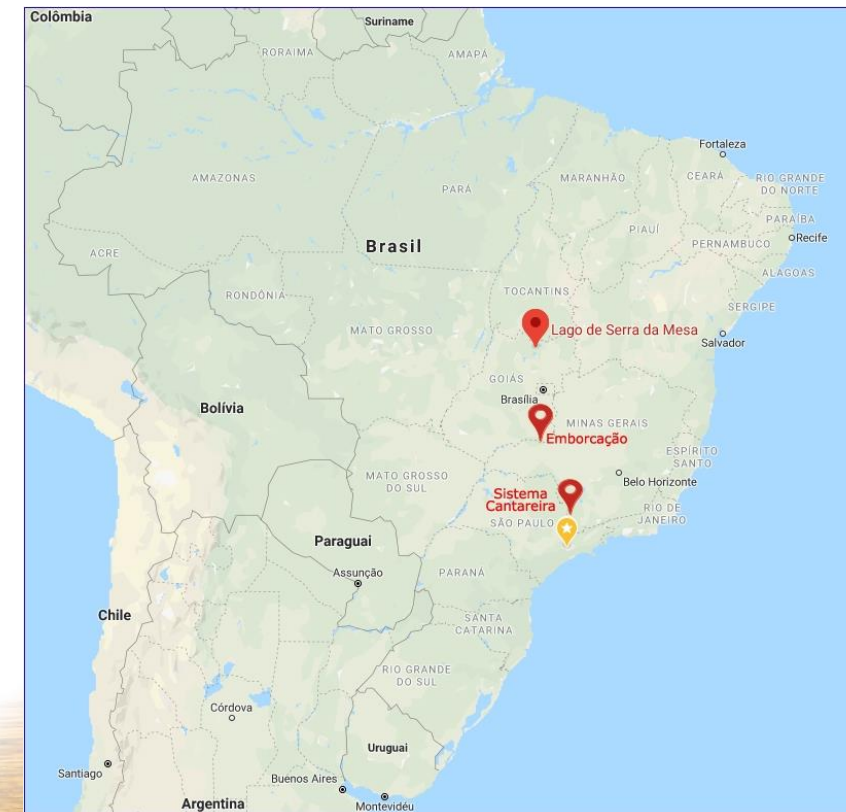 Colômbia
Suriname
RORAIMA
AMAPÁ
Fortaleza
AMAZONAS
PARÁ
MARANHÃO
CEARÁ
RIO GRANDE
DO NORTE
PARAÍBA
PIAUÍ
Brasil
PERNAMBUCO
Recife
ACRE
ALAGOAS
TOCANTINS
RONDÔNIA
SERGIPE
MATO GROSSO
Lago de Serra da Mesa
Salvador
GOIÁS
Brasília
Bolívia
MINAS GERAIS
Emborcação
ESPÍRITO
SANTO
MATO GROSSO
DO SUL
Belo Horizonte
Sistema
Cantareira
RIO DE
JANEIRO
SÃO PAULO
Paraguai
Assunção
PARANÁ
Chile
SANTA
CATARINA
RIO GRANDE
DO SUL
Córdova
Uruguai
Santiago
Buenos Aires
Argentina
Montevidéu